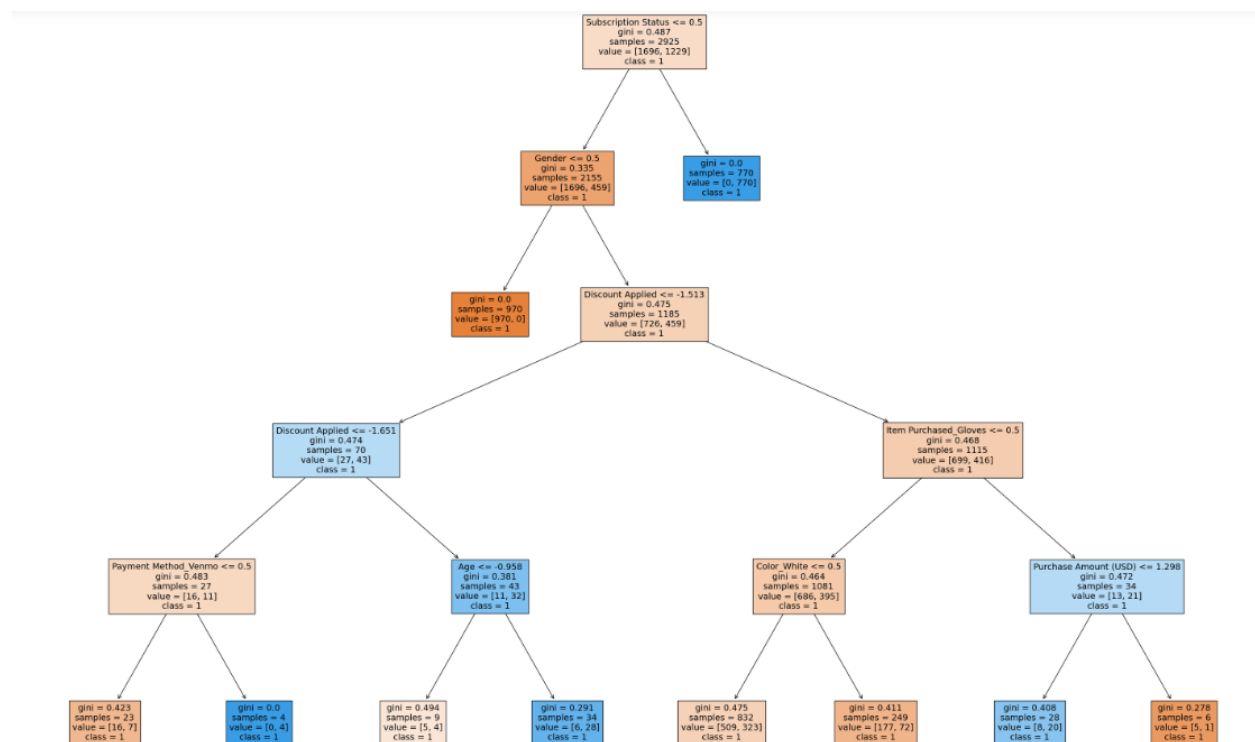 Subscription Status <= 0.5
gini = 0.487
samples = 2925
value = [1696, 1229]
class = 1
Gender <= 0.5
gini = 0.335
samples = 2155
value = [1696, 459]
class = 1
gini = 0.0
samples = 770
value = [0, 770]
class = 1
gini = 0.0
samples = 970
value = [970, 0]
class = 1
Discount Applied <= -1.513
gini = 0.475
samples = 1185
value = [726, 459]
class = 1
Discount Applied <= -1.651
gini = 0.474
samples = 70
value = [27, 43]
class = 1
Item Purchased_Gloves <= 0.5
gini = 0.468
samples = 1115
value = [699, 416]
class = 1
Payment Method_Venmo <= 0.5
gini = 0.483
samples = 27
value = [16, 11]
class = 1
Age <= -0.958
gini = 0.381
samples = 43
value = [11, 32]
class = 1
Color_White <= 0.5
gini = 0.464
samples = 1081
value = [686, 395]
class = 1
Purchase Amount (USD) <= 1.298
gini = 0.472
samples = 34
value = [13, 21]
class = 1
gini = 0.423
samples = 23
value = [16, 7]
class = 1
gini = 0.0
samples = 4
value = [0, 4]
class = 1
gini = 0.494
samples = 9
value = [5, 4]
class = 1
gini = 0.291
samples = 34
value = [6, 28]
class = 1
gini = 0.475
samples = 832
value = [509, 323]
class = 1
gini = 0.411
samples = 249
value = [177, 72]
class = 1
gini = 0.408
samples = 28
value = [8, 20]
class = 1
gini = 0.278
samples = 6
value = [5, 1]
class = 1